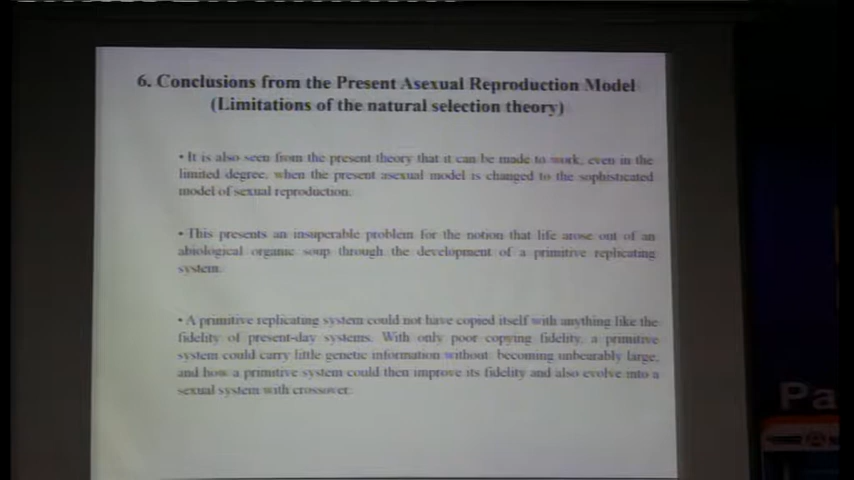 6. Conclusions from the Present Asexual Reproduction Model
(Limitations of the natural selection theory)
• It is also seen from the present theory that it can be made to work, even in the
limited degree, when the present asexual model is changed to the sophisticated
model of sexual reproduction.
• This presents an insuperable problem for the notion that life arose out of an
abiological organic soup through the development of a primitive replicating
system.
• A primitive replicating system could not have copied itself with anything like the
fidelity of present-day systems. With only poor copying fidelity, a primitive
system could carry little genetic information without becoming unbearably large,
and how a primitive system could then improve its fidelity and also evolve into a
sexual system with crossover.
Pa